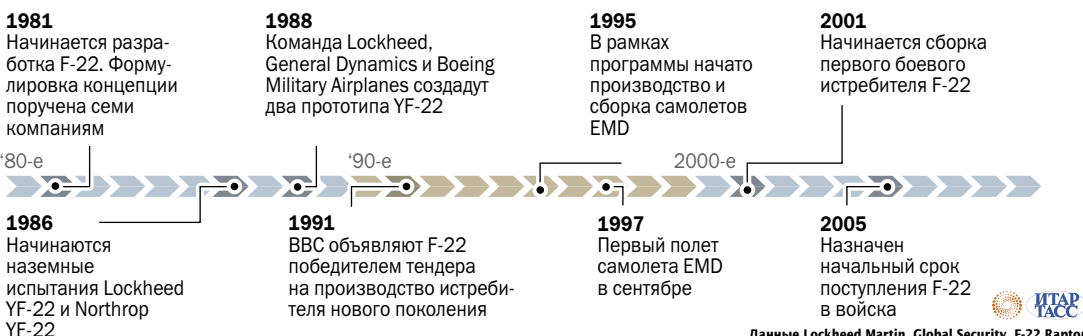 1981
Начинается разра-
ботка F-22. Форму-
лировка концепции
поручена семи
компаниям
1988
Команда Lockheed,
General Dynamics и Boeing
Military Airplanes создадут
два прототипа YF-22
1995
В рамках
программы начато
производство и
сборка самолетов
EMD
2001
Начинается сборка
первого боевого
истребителя F-22
‘80-е
‘90-е
2000-е
1986
Начинаются
наземные
испытания Lockheed
YF-22 и Northrop
YF-22
1991
ВВС объявляют F-22
победителем тендера
на производство истреби-
теля нового поколения
1997
Первый полет
самолета EMD
в сентябре
2005
Назначен
начальный срок
поступления F-22
в войска
ИТАР
ТАСС
Данные Lockheed Martin, Global Security, F-22 Raptor